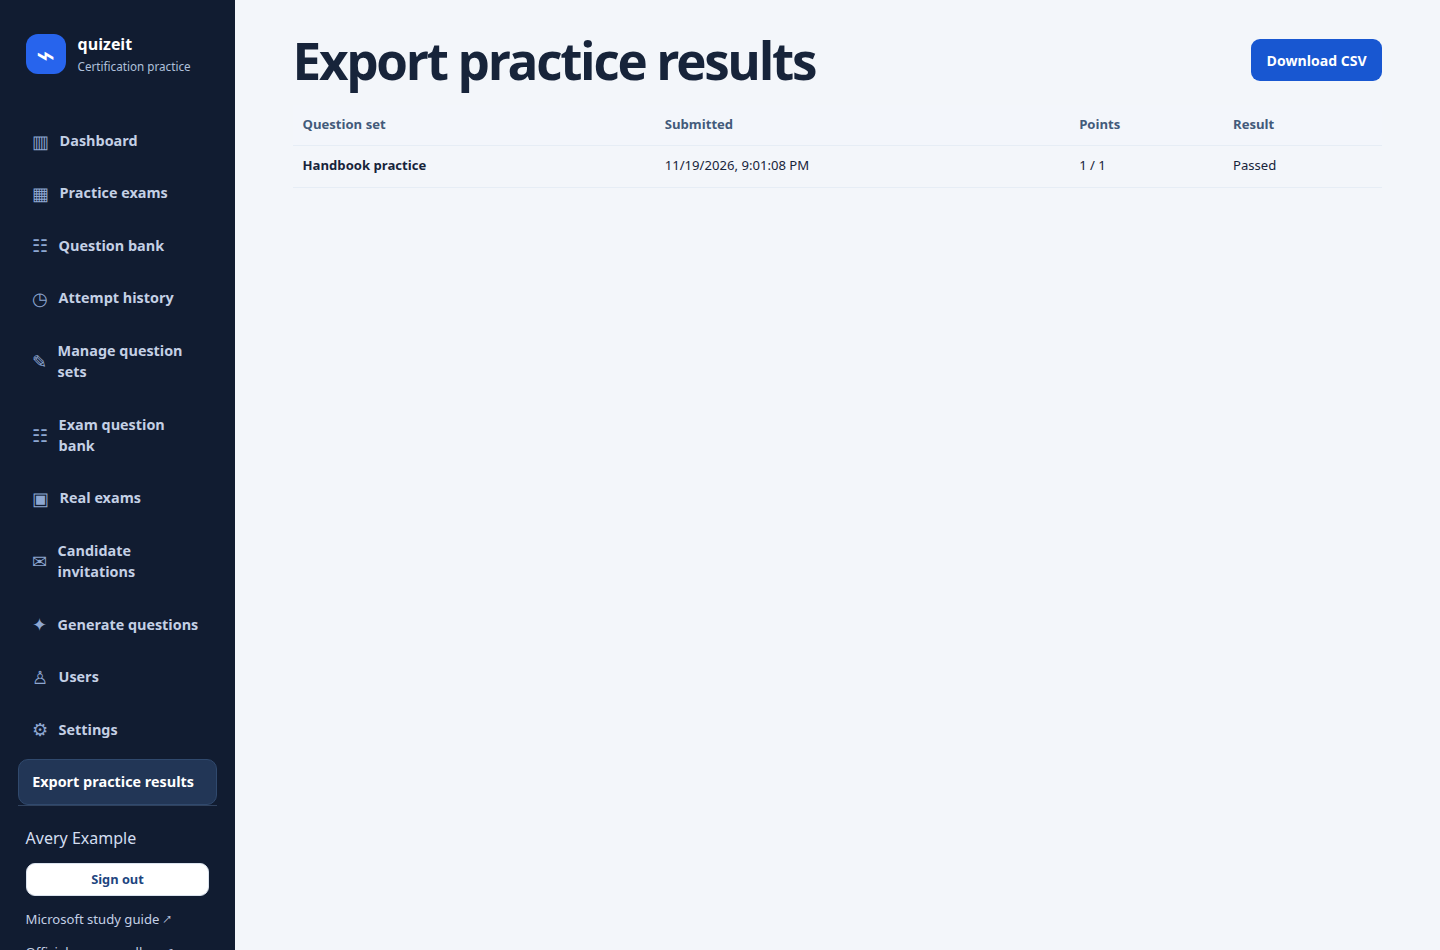 quizeit
Certification practice
Dashboard
Practice exams
Question bank
Attempt history
Manage question
sets
Exam question
bank
Real exams
Candidate
invitations
Generate questions
Users
Settings
Export practice results
Avery Example
Sign out
Microsoft study guide ↗
Export practice results
Download CSV
Question set Submitted Points Result
Handbook practice 11/19/2026, 9:01:08 PM 1 / 1 Passed